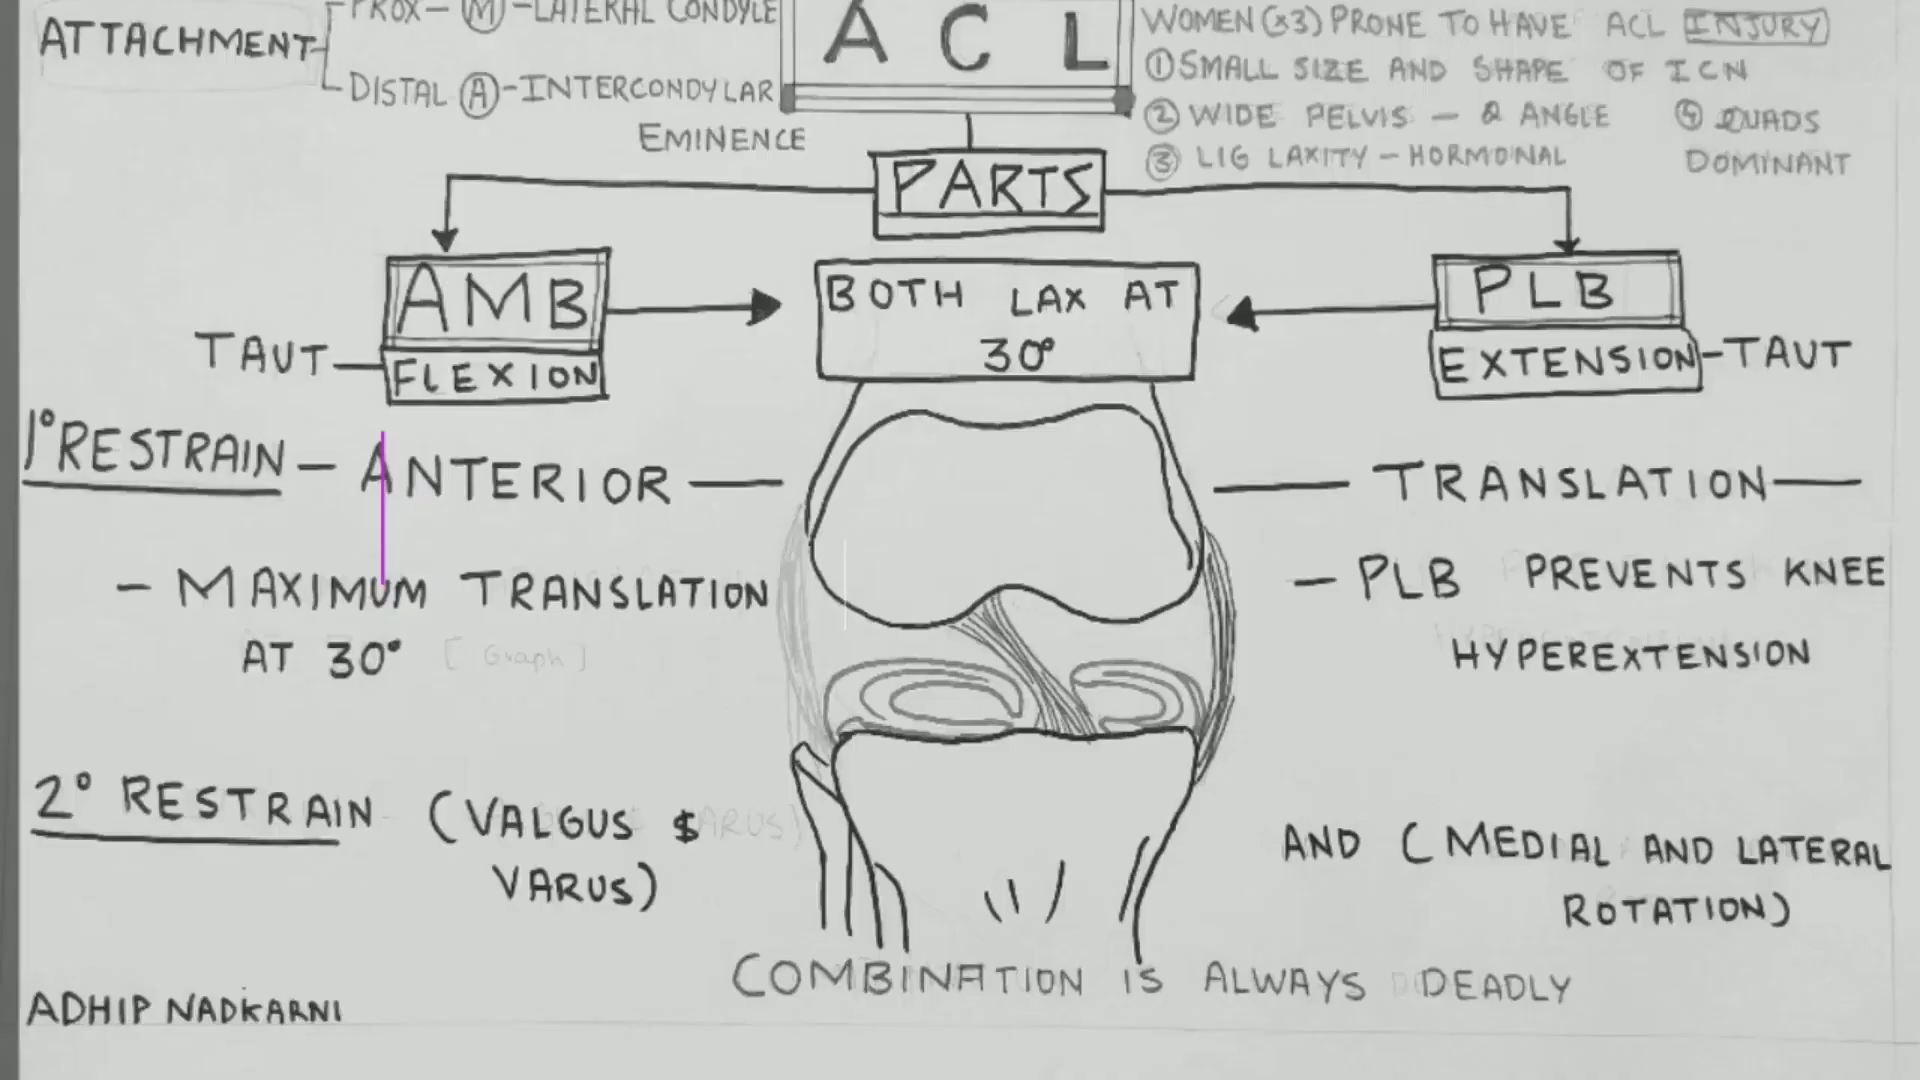 ATTACHMENT
PROX- (M) -LATERAL CONDYLE
DISTAL (A) -INTERCONDYLAR
EMINENCE
ACL
WOMEN (x3) PRONE TO HAVE ACL INJURY
① SMALL SIZE AND SHAPE OF ICN
② WIDE PELVIS - Q ANGLE
③ LIG LAXITY - HORMONAL
④ QUADS
DOMINANT
PARTS
AMB
FLEXION
TAUT
BOTH LAX AT
30°
PLB
EXTENSION - TAUT
1° RESTRAIN - ANTERIOR — — TRANSLATION —
- MAXIMUM TRANSLATION
AT 30° [Graph]
- PLB PREVENTS KNEE
HYPEREXTENSION
2° RESTRAIN (VALGUS $
VARUS)
AND (MEDIAL AND LATERAL
ROTATION)
COMBINATION IS ALWAYS DEADLY
ADHIP NADKARNI